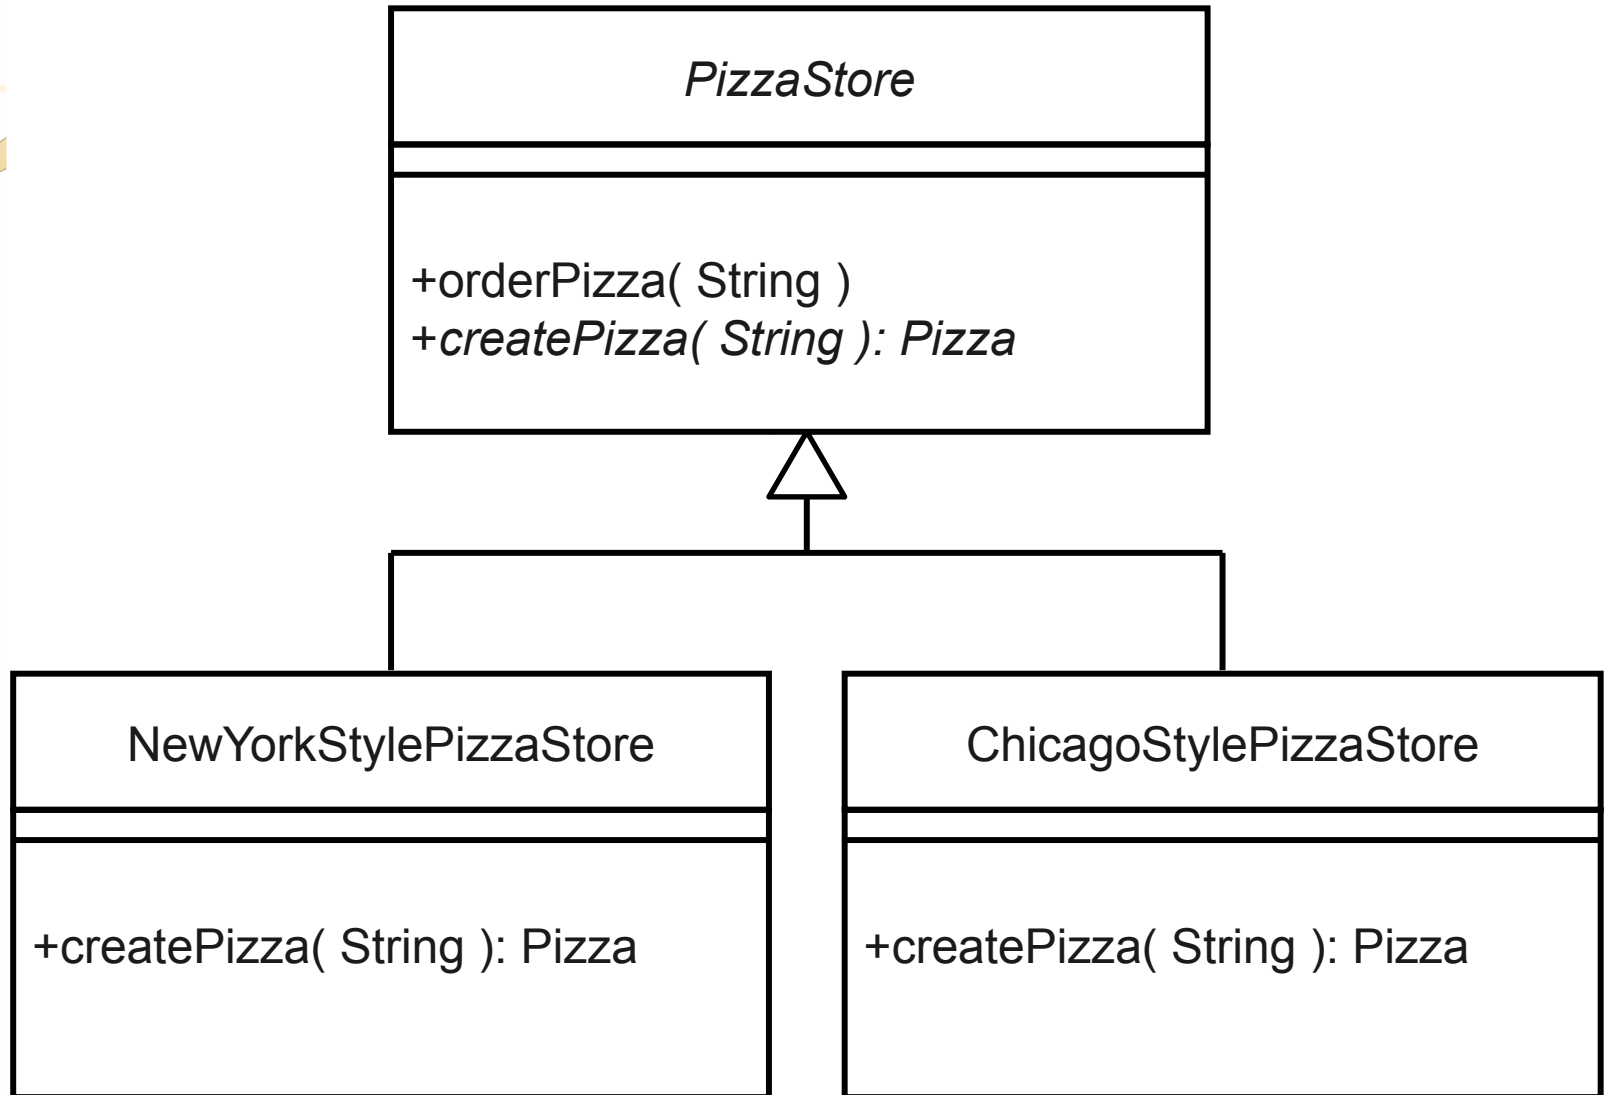 PizzaStore
+orderPizza( String )
+createPizza( String ): Pizza
NewYorkStylePizzaStore
+createPizza( String ): Pizza
ChicagoStylePizzaStore
+createPizza( String ): Pizza